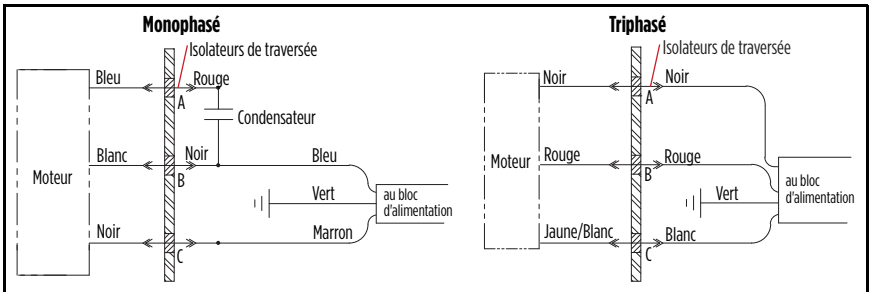 Monophasé
Isolateurs de traversée
Bleu
Rouge
A
Condensateur
Blanc
Noir
Bleu
Moteur
B
Vert
au bloc
d'alimentation
Noir
Marron
C
Triphasé
Isolateurs de traversée
Noir
Noir
A
Moteur
Rouge
Rouge
B
au bloc
d'alimentation
Vert
Jaune/Blanc
Blanc
C